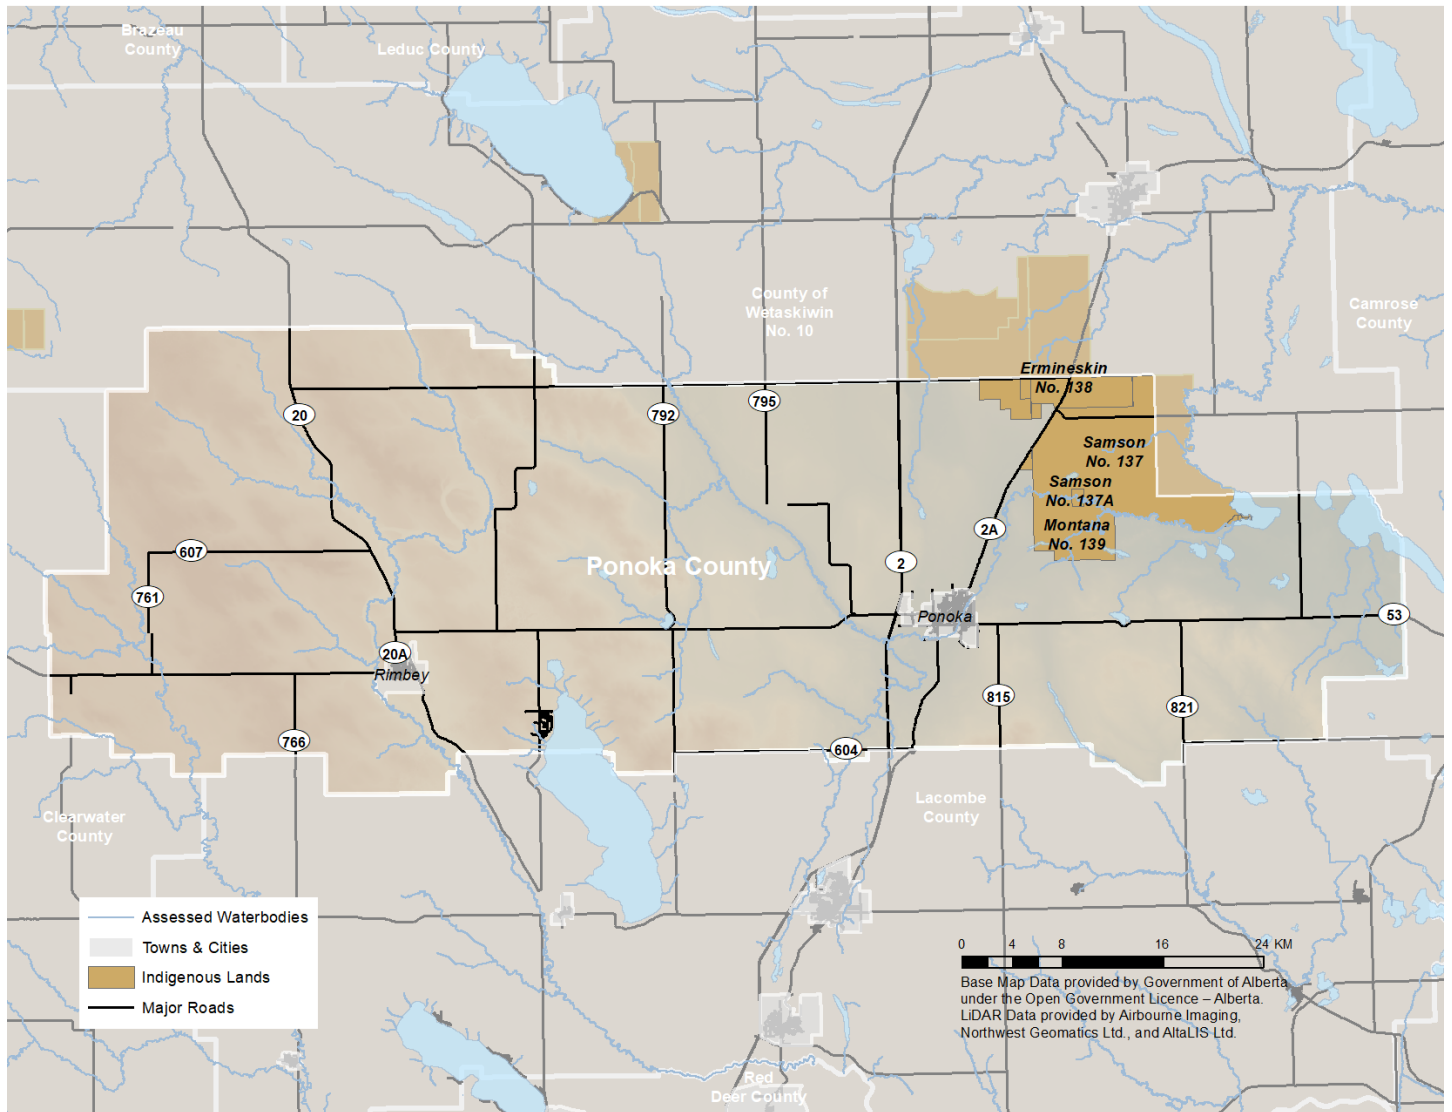 Brazeau
County
Leduc County
County of
Wetaskiwin
No. 10
Camrose
County
Ermineskin
No. 138
20
792
795
Samson
No. 137
Samson
No. 137A
Montana
No. 139
2A
607
2
Ponoka County
761
Ponoka
53
20A
Rimbey
815
821
766
604
Clearwater
County
Lacombe
County
Assessed Waterbodies
Towns & Cities
Indigenous Lands
Major Roads
0 4 8 16 24 KM
Base Map Data provided by Government of Alberta
under the Open Government Licence – Alberta.
LiDAR Data provided by Airbourne Imaging,
Northwest Geomatics Ltd., and AltaLIS Ltd.
Red
Deer County